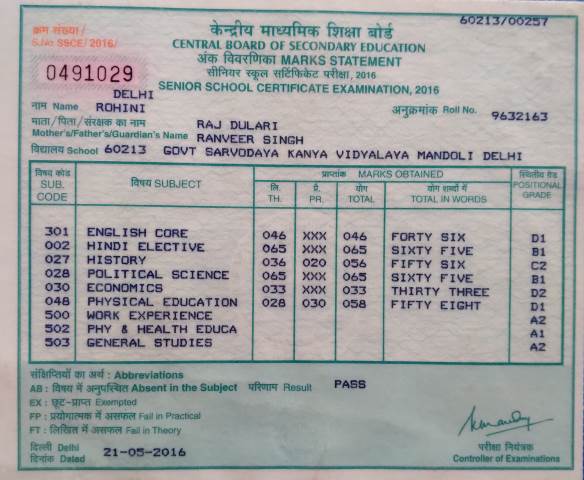 60213/00257
क्रम संख्या/
S.No SSCE/2016/
0491029
केन्द्रीय माध्यमिक शिक्षा बोर्ड
CENTRAL BOARD OF SECONDARY EDUCATION
अंक विवरणिका MARKS STATEMENT
सीनियर स्कूल सर्टिफिकेट परीक्षा, 2016
SENIOR SCHOOL CERTIFICATE EXAMINATION, 2016
DELHI
नाम Name ROHINI
अनुक्रमांक Roll No. 9632163
माता/पिता/संरक्षक का नाम RAJ DULARI
Mother's/Father's/Guardian's Name RANVEER SINGH
विद्यालय School 60213 GOVT SARVODAYA KANYA VIDYALAYA MANDOLI DELHI
विषय कोड SUB. CODE विषय SUBJECT प्राप्तांक MARKS OBTAINED स्थितीय ग्रेड POSITIONAL GRADE
लि. TH. प्रै. PR. योग TOTAL योग शब्दों में TOTAL IN WORDS
301 ENGLISH CORE 046 XXX 046 FORTY SIX D1
002 HINDI ELECTIVE 065 XXX 065 SIXTY FIVE B1
027 HISTORY 036 020 056 FIFTY SIX C2
028 POLITICAL SCIENCE 065 XXX 065 SIXTY FIVE B1
030 ECONOMICS 033 XXX 033 THIRTY THREE D2
048 PHYSICAL EDUCATION 028 030 058 FIFTY EIGHT D1
500 WORK EXPERIENCE A2
502 PHY & HEALTH EDUCA A1
503 GENERAL STUDIES A2
संक्षिप्तियों का अर्थ : Abbreviations
AB : विषय में अनुपस्थित Absent in the Subject परिणाम Result PASS
EX : छूट-प्राप्त Exempted
FP : प्रयोगात्मक में असफल Fail in Practical
FT : लिखित में असफल Fail in Theory
दिल्ली Delhi
दिनांक Dated 21-05-2016
परीक्षा नियंत्रक
Controller of Examinations